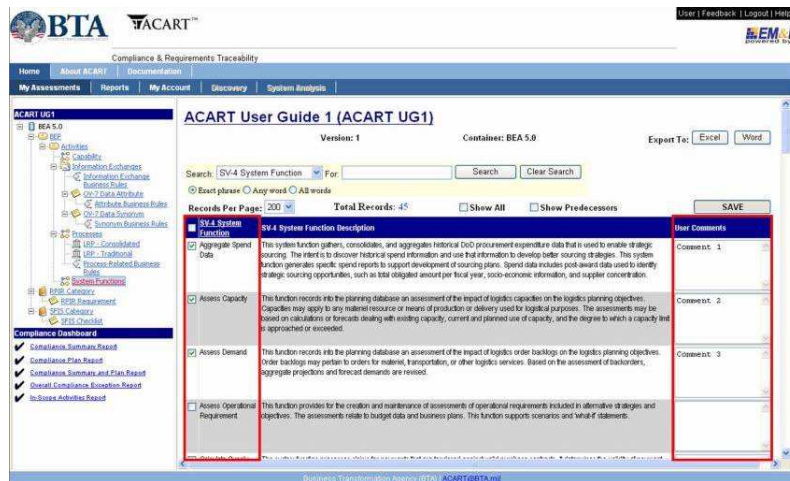 User | Feedback | Logout | Help
BTA
ACART™
EM
powered by
Compliance & Requirements Traceability
Home
About ACART
Documentation
My Assessments
Reports
My Account
Discovery
System Analysis
ACART UG1
BEA 5.0
BEP
Activities
Capability
Information Exchanges
Information Exchange
Business Rules
OV-7 Data Attribute
Attribute Business Rules
OV-7 Data Synonym
Synonym Business Rules
Processes
LRP - Consolidated
LRP - Traditional
Process-Related Business
Rules
System Functions
RPIR Category
RPIR Requirement
SFIS Category
SFIS Checklist
Compliance Dashboard
Compliance Summary Report
Compliance Plan Report
Compliance Summary and Plan Report
Overall Compliance Exception Report
In-Scope Activities Report
ACART User Guide 1 (ACART UG1)
Version: 1
Container: BEA 5.0
Export To:
Excel
Word
Search:
SV-4 System Function
For:
Search
Clear Search
Exact phrase
Any word
All words
Records Per Page:
200
Total Records: 45
Show All
Show Predecessors
SAVE
SV-4 System
Function
SV-4 System Function Description
User Comments
Aggregate Spend
Data
This system function gathers, consolidates, and aggregates historical DoD procurement expenditure data that is used to enable strategic
sourcing. The intent is to discover historical spend information and use that information to develop better sourcing strategies. This system
function generates specific spend reports to support development of sourcing plans. Spend data includes post-award data used to identify
strategic sourcing opportunities, such as total obligated amount per fiscal year, socio-economic information, and supplier concentration.
Comment 1
Assess Capacity
This function records into the planning database an assessment of the impact of logistics capacities on the logistics planning objectives.
Capacities may apply to any materiel resource or means of production or delivery used for logistical purposes. The assessments may be
based on calculations or forecasts dealing with existing capacity, current and planned use of capacity, and the degree to which a capacity limit
is approached or exceeded.
Comment 2
Assess Demand
This function records into the planning database an assessment of the impact of logistics order backlogs on the logistics planning objectives.
Order backlogs may pertain to orders for materiel, transportation, or other logistics services. Based on the assessment of backorders,
aggregate projections and forecast demands are revised.
Comment 3
Assess Operational
Requirement
This function provides for the creation and maintenance of assessments of operational requirements included in alternative strategies and
objectives. The assessments relate to budget data and business plans. This function supports scenarios and 'what-if' statements.
Business Transformation Agency (BTA) | ACART@BTA.mil